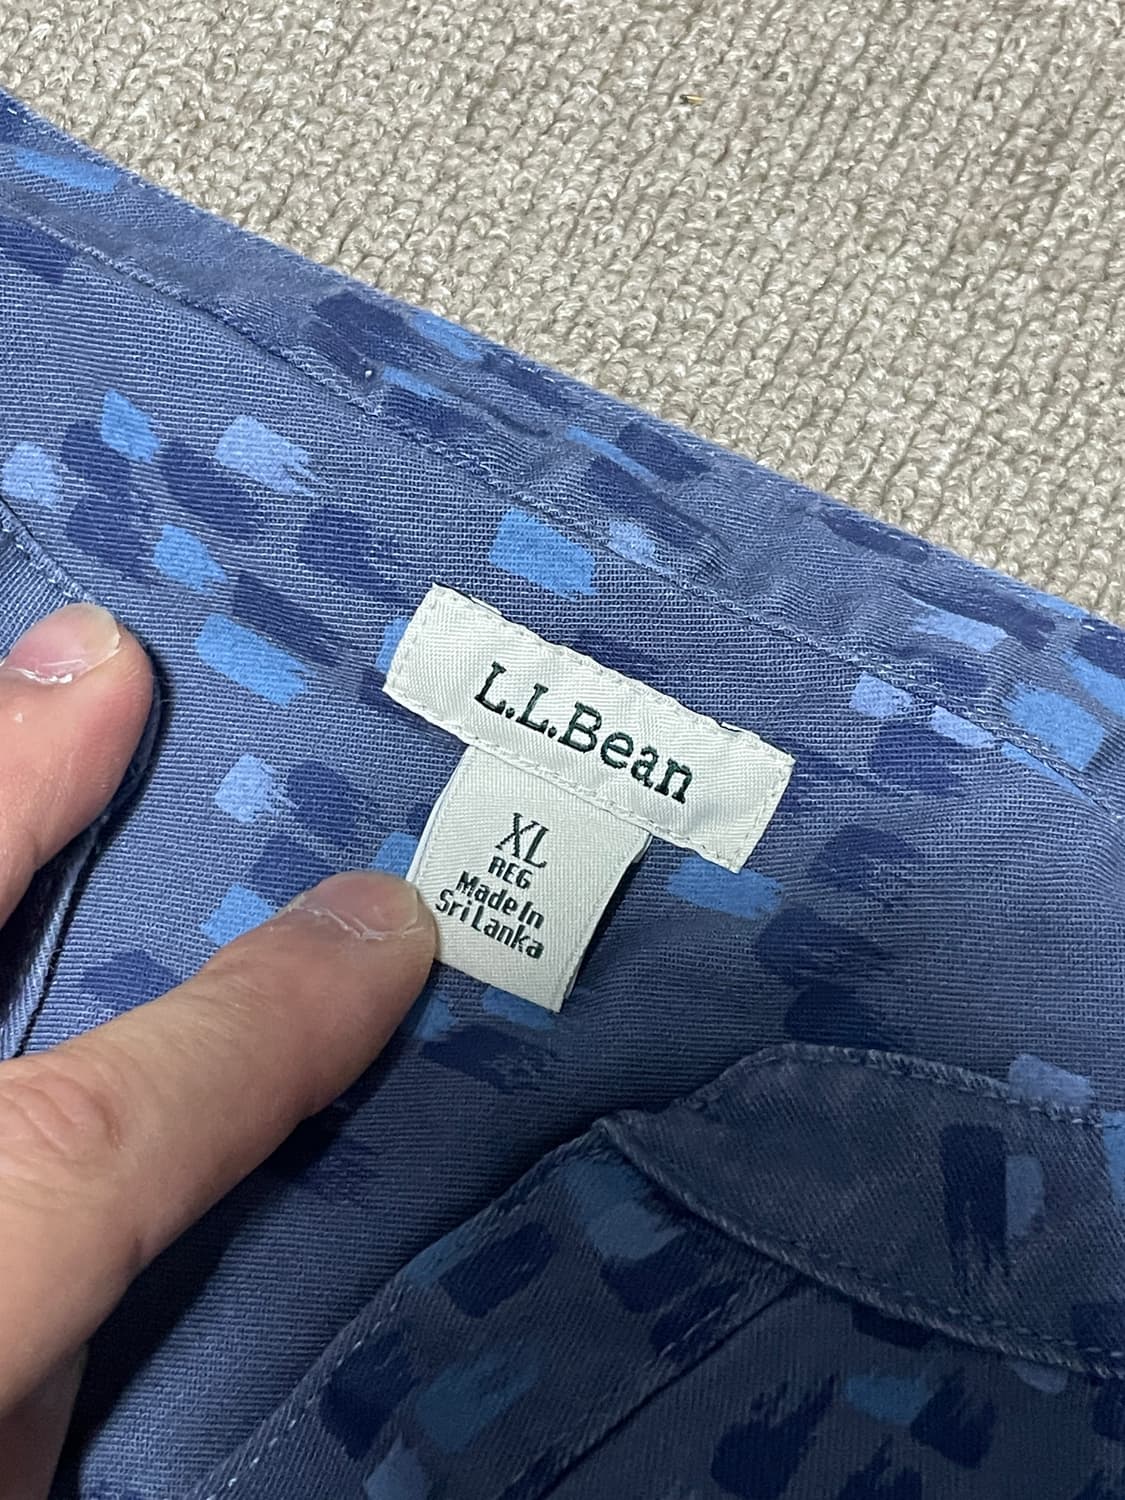 L.L.Bean
XL
REG
Made In
Sri Lanka